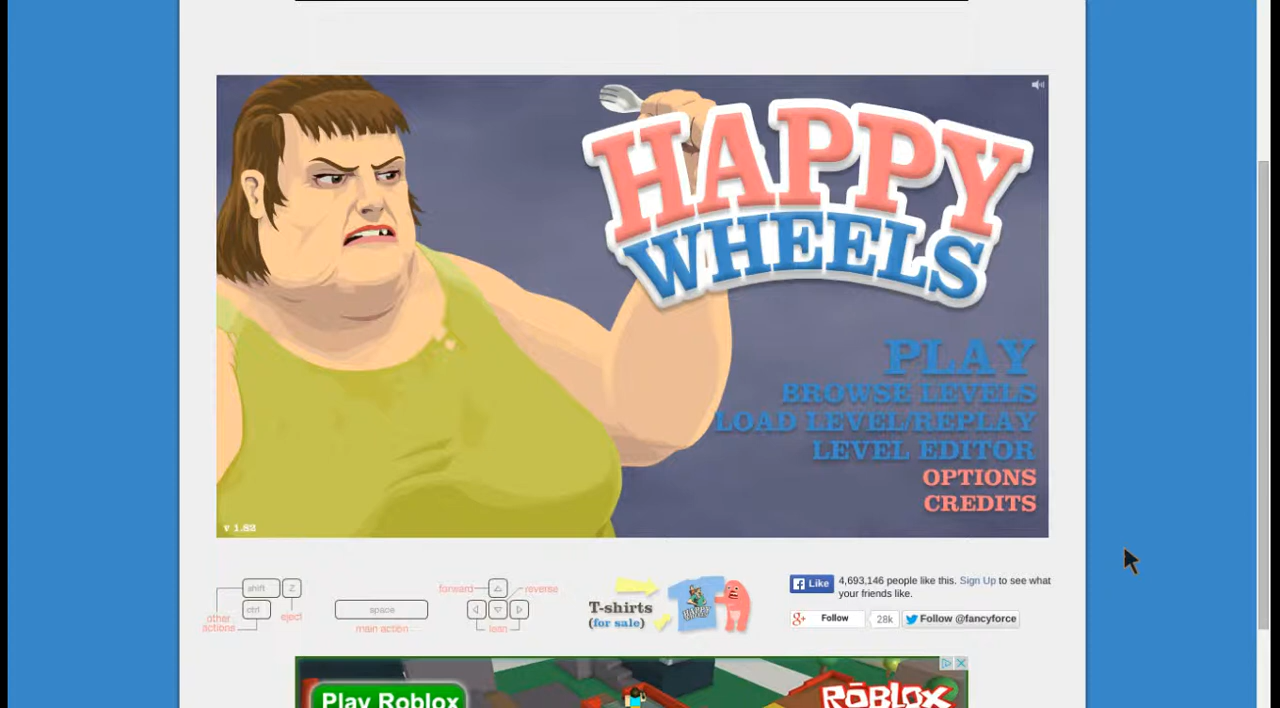 HAPPY
WHEELS
PLAY
BROWSE LEVELS
LOAD LEVEL/REPLAY
LEVEL EDITOR
OPTIONS
CREDITS
v 1.82
shift Z
ctrl eject
other
actions
space
main action
forward reverse
lean
T-shirts
(for sale)
Like 4,693,146 people like this. Sign Up to see what
your friends like.
Follow 28k Follow @fancyforce
Play Roblox
ROBLOX